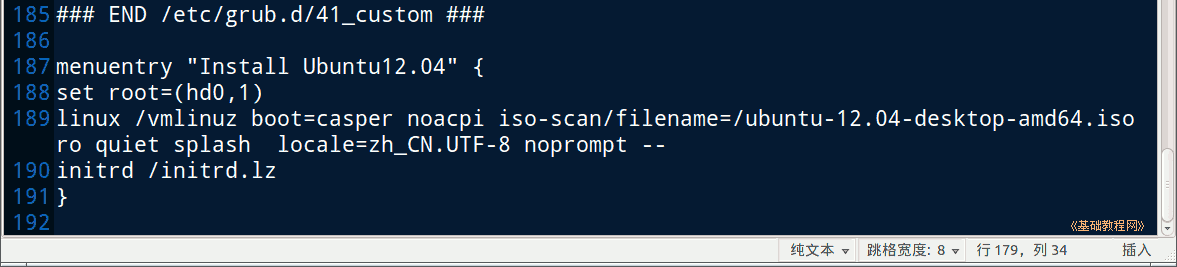 185 ### END /etc/grub.d/41_custom ###
186
187 menuentry "Install Ubuntu12.04" {
188 set root=(hd0,1)
189 linux /vmlinuz boot=casper noacpi iso-scan/filename=/ubuntu-12.04-desktop-amd64.iso
ro quiet splash  locale=zh_CN.UTF-8 noprompt --
190 initrd /initrd.lz
191 }
192
《基础教程网》
纯文本 跳格宽度: 8 行 179，列 34 插入